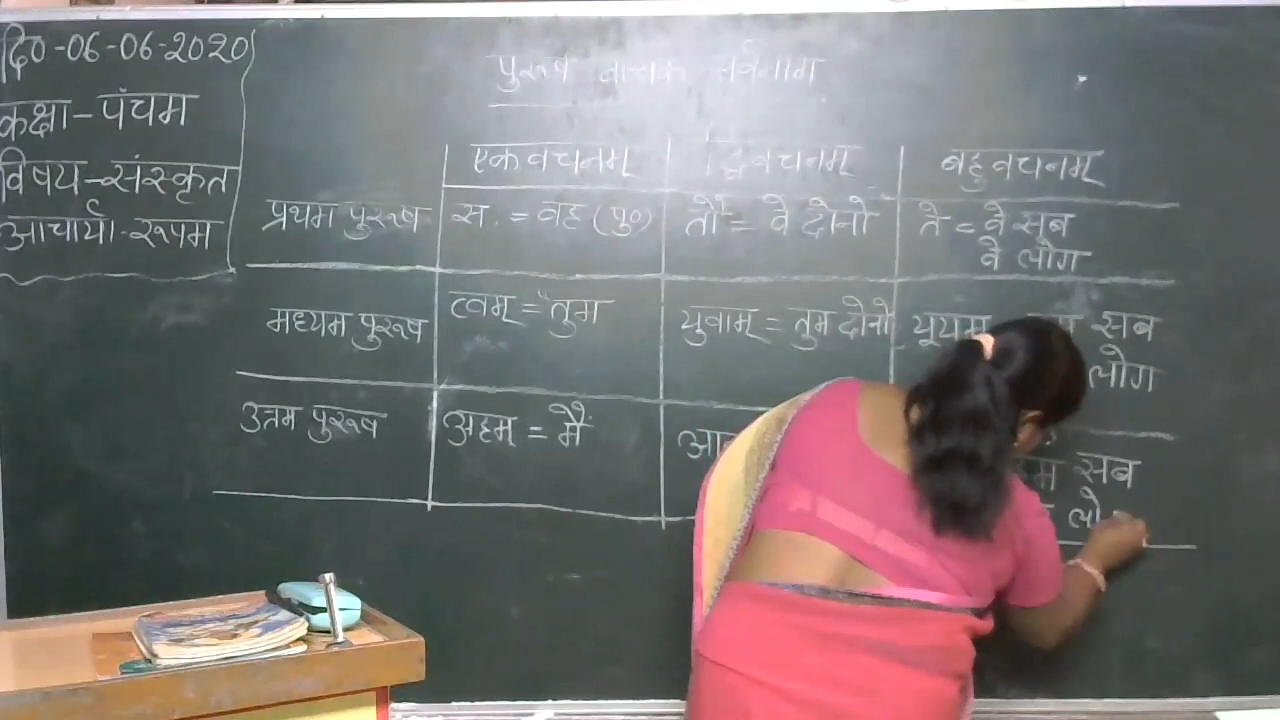 दि०-06-06-2020
कक्षा-पंचम
विषय-संस्कृत
आचार्या-रूपम
पुरूष वाचक सर्वनाम
एकवचनम् द्विवचनम् बहुवचनम्
प्रथम पुरूष स. = वह (पु०) तौ = वे दोनो ते = वे सब
वे लोग
मध्यम पुरूष त्वम् = तुम युवाम् = तुम दोनो यूयम् सब
लोग
उत्रम पुरूष अहम् = मैं सब